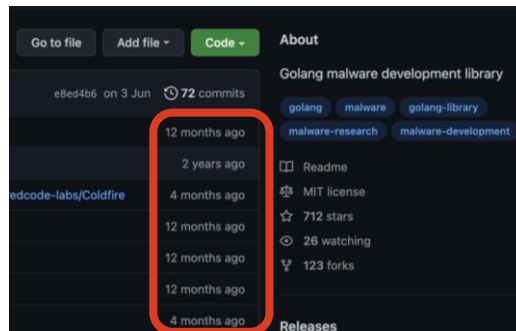 Go to file
Add file
Code
e8ed4b6 on 3 Jun
72 commits
12 months ago
2 years ago
redcode-labs/Coldfire
4 months ago
12 months ago
12 months ago
12 months ago
4 months ago
About
Golang malware development library
golang
malware
golang-library
malware-research
malware-development
Readme
MIT license
712 stars
26 watching
123 forks
Releases